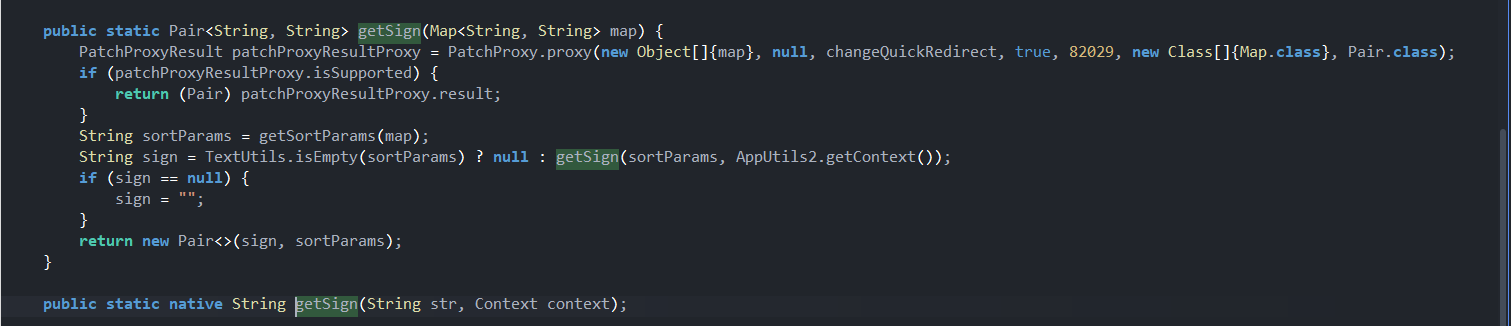 public static Pair<String, String> getSign(Map<String, String> map) {
    PatchProxyResult patchProxyResultProxy = PatchProxy.proxy(new Object[]{map}, null, changeQuickRedirect, true, 82029, new Class[]{Map.class}, Pair.class);
    if (patchProxyResultProxy.isSupported) {
        return (Pair) patchProxyResultProxy.result;
    }
    String sortParams = getSortParams(map);
    String sign = TextUtils.isEmpty(sortParams) ? null : getSign(sortParams, AppUtils2.getContext());
    if (sign == null) {
        sign = "";
    }
    return new Pair<>(sign, sortParams);
}
public static native String getSign(String str, Context context);